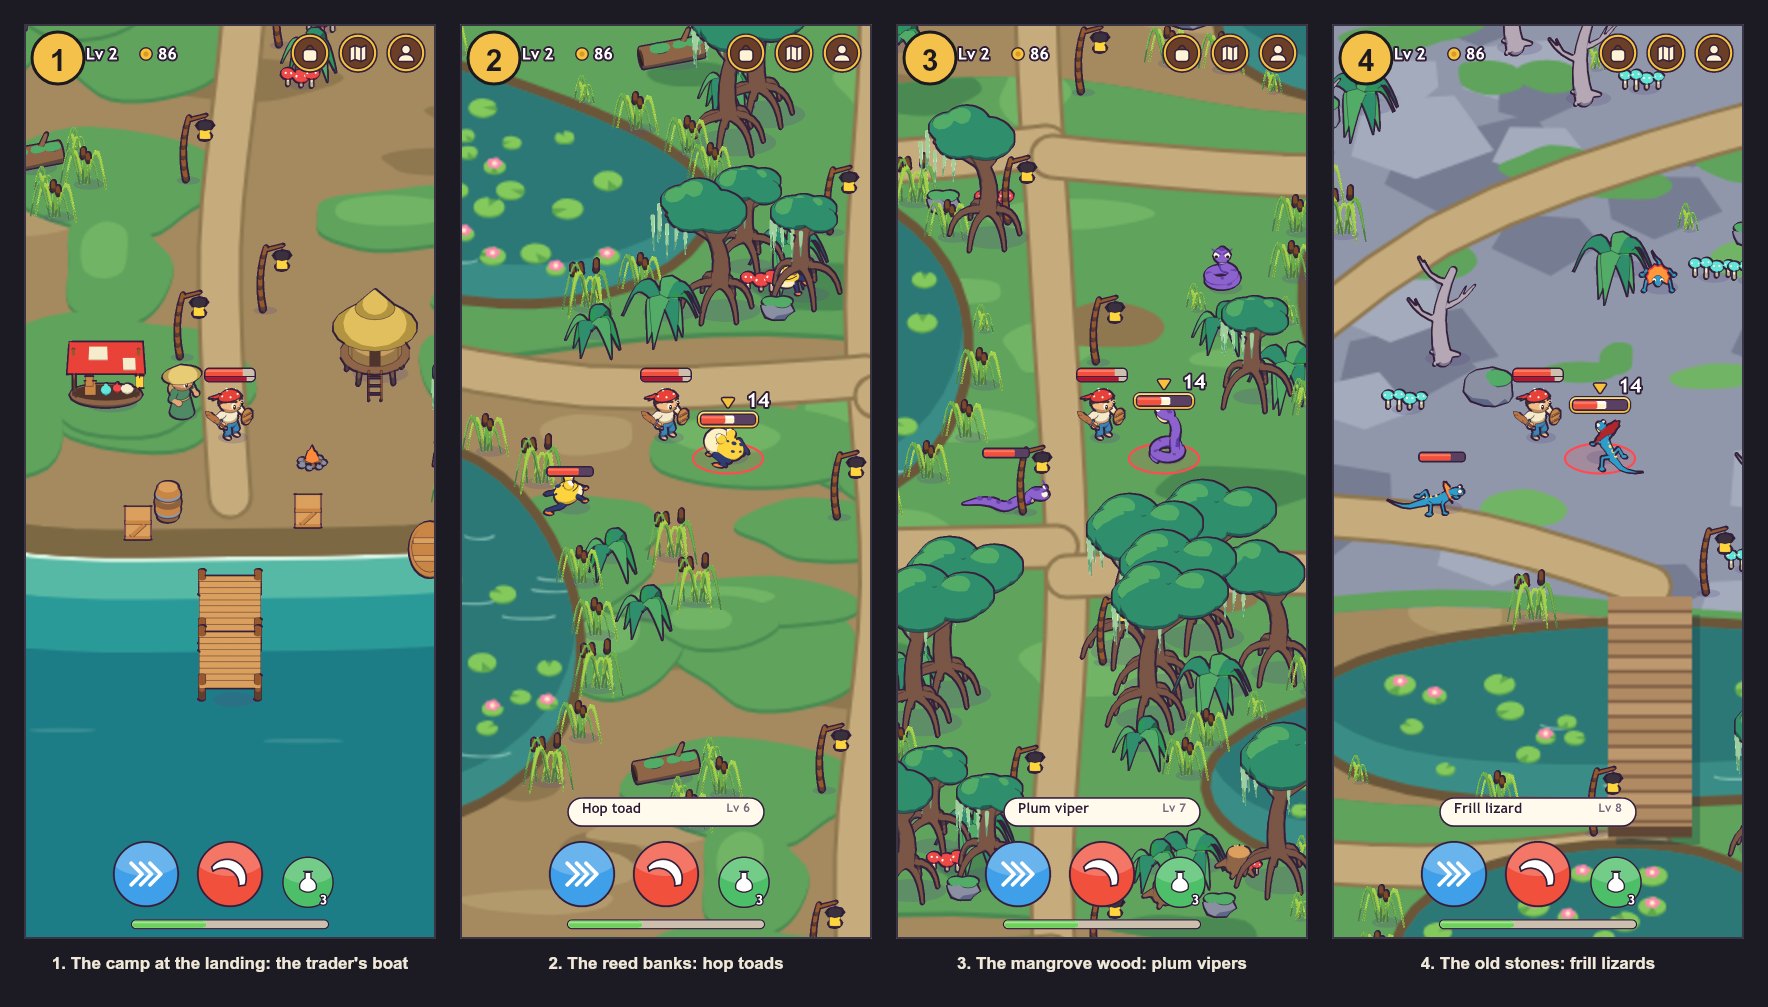 1
Lv 2
86
2
Lv 2
86
14
Hop toad
Lv 6
3
Lv 2
86
14
Plum viper
Lv 7
4
Lv 2
86
14
Frill lizard
Lv 8
3
3
3
3
1. The camp at the landing: the trader's boat
2. The reed banks: hop toads
3. The mangrove wood: plum vipers
4. The old stones: frill lizards